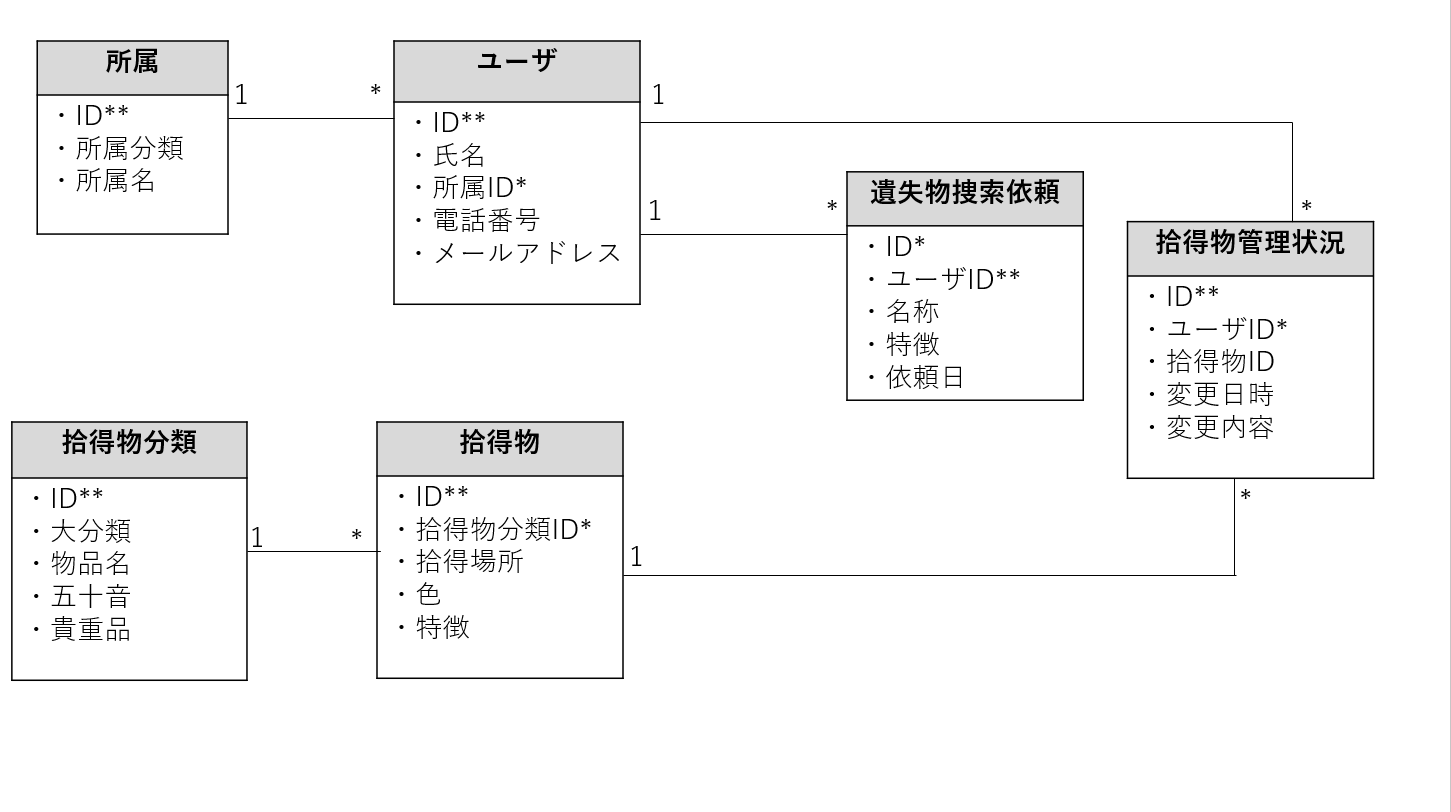 所属
・ID**
・所属分類
・所属名
1
*
ユーザ
・ID**
・氏名
・所属ID*
・電話番号
・メールアドレス
1
*
1
*
遺失物捜索依頼
・ID*
・ユーザID**
・名称
・特徴
・依頼日
拾得物管理状況
・ID**
・ユーザID*
・拾得物ID
・変更日時
・変更内容
*
拾得物分類
・ID**
・大分類
・物品名
・五十音
・貴重品
1
*
拾得物
・ID**
・拾得物分類ID*
・拾得場所
・色
・特徴
1